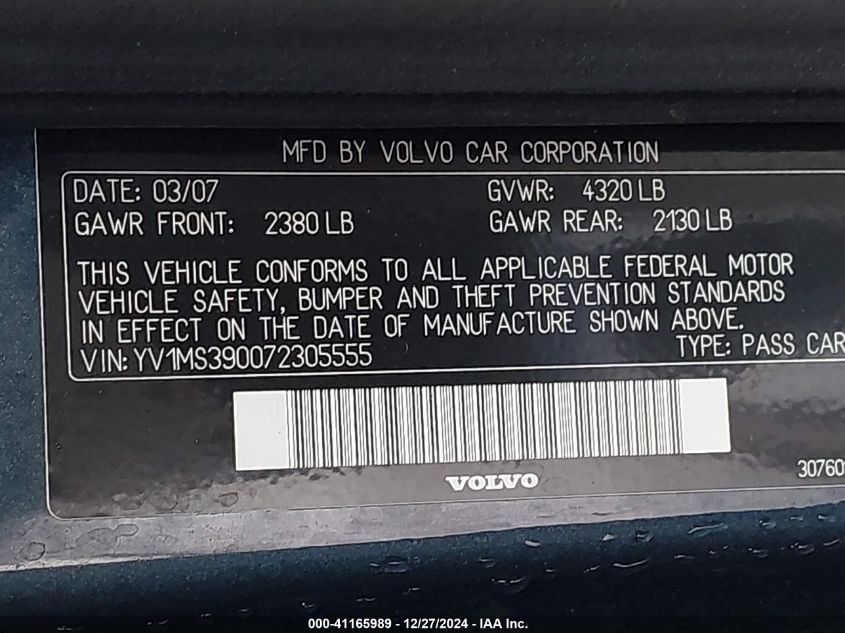 MFD BY VOLVO CAR CORPORATION
DATE: 03/07 GVWR: 4320 LB
GAWR FRONT: 2380 LB GAWR REAR: 2130 LB
THIS VEHICLE CONFORMS TO ALL APPLICABLE FEDERAL MOTOR
VEHICLE SAFETY, BUMPER AND THEFT PREVENTION STANDARDS
IN EFFECT ON THE DATE OF MANUFACTURE SHOWN ABOVE.
VIN: YV1MS390072305555 TYPE: PASS CAR
VOLVO
30760
000-41165989 - 12/27/2024 - IAA Inc.